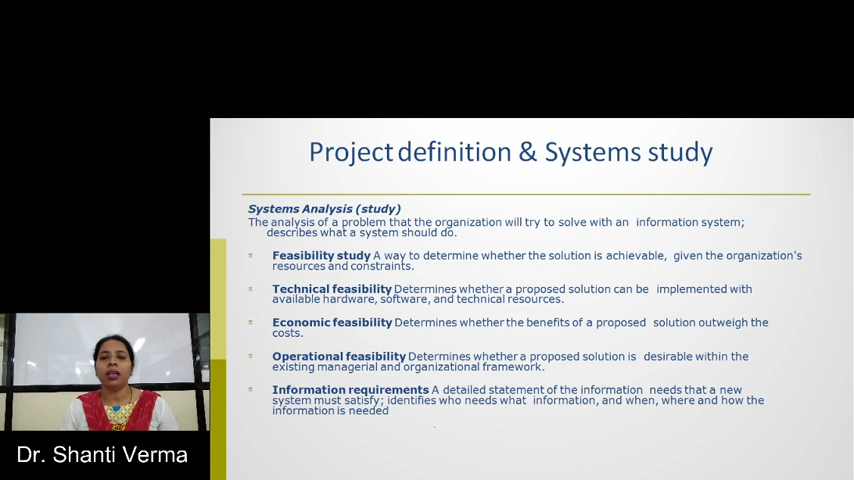 Project definition & Systems study
Systems Analysis (study)
The analysis of a problem that the organization will try to solve with an information system;
describes what a system should do.
Feasibility study A way to determine whether the solution is achievable, given the organization's
resources and constraints.
Technical feasibility Determines whether a proposed solution can be implemented with
available hardware, software, and technical resources.
Economic feasibility Determines whether the benefits of a proposed solution outweigh the
costs.
Operational feasibility Determines whether a proposed solution is desirable within the
existing managerial and organizational framework.
Information requirements A detailed statement of the information needs that a new
system must satisfy; identifies who needs what information, and when, where and how the
information is needed
Dr. Shanti Verma